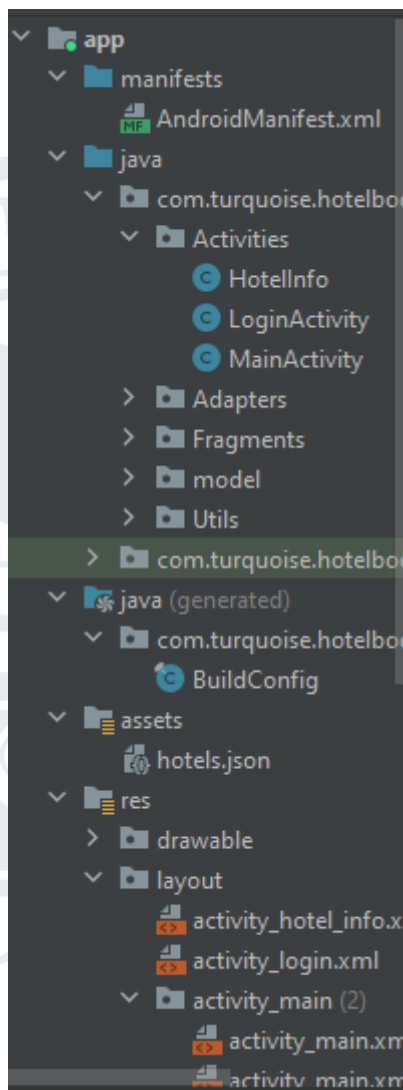 app
manifests
MF AndroidManifest.xml
java
com.turquoise.hotelboo
Activities
C HotelInfo
C LoginActivity
C MainActivity
Adapters
Fragments
model
Utils
com.turquoise.hotelboo
java (generated)
com.turquoise.hotelboo
C BuildConfig
assets
hotels.json
res
drawable
layout
activity_hotel_info.x
activity_login.xml
activity_main (2)
activity_main.xm
activity_main.xm